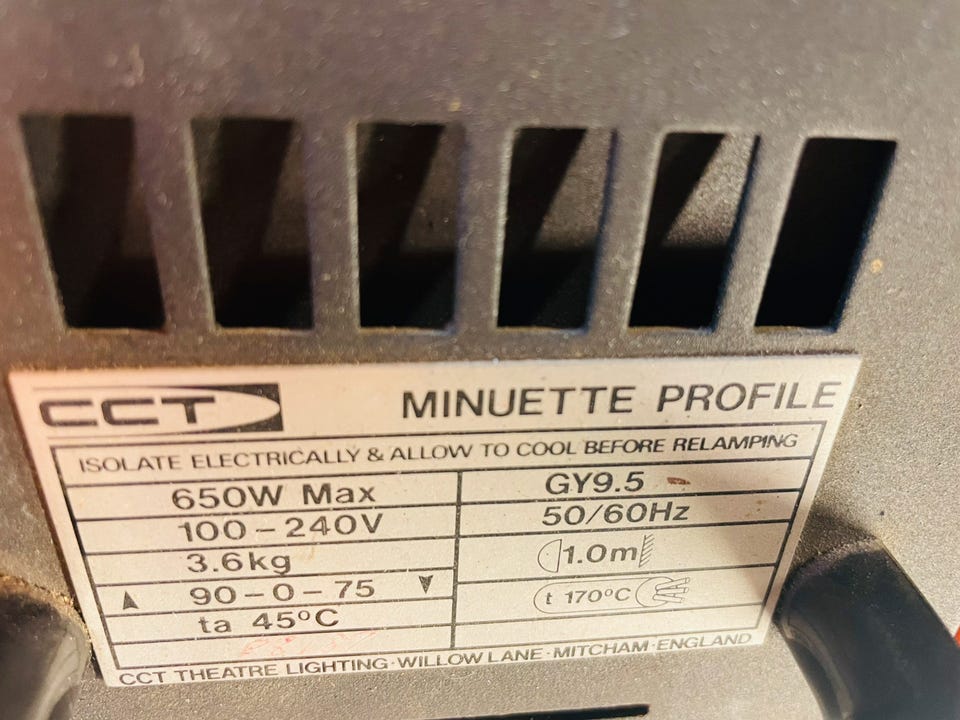 CCT MINUETTE PROFILE
ISOLATE ELECTRICALLY & ALLOW TO COOL BEFORE RELAMPING
650W Max GY9.5
100-240V 50/60Hz
3.6kg 1.0m
90-0-75 t 170°C
ta 45°C
CCT THEATRE LIGHTING·WILLOW LANE·MITCHAM·ENGLAND